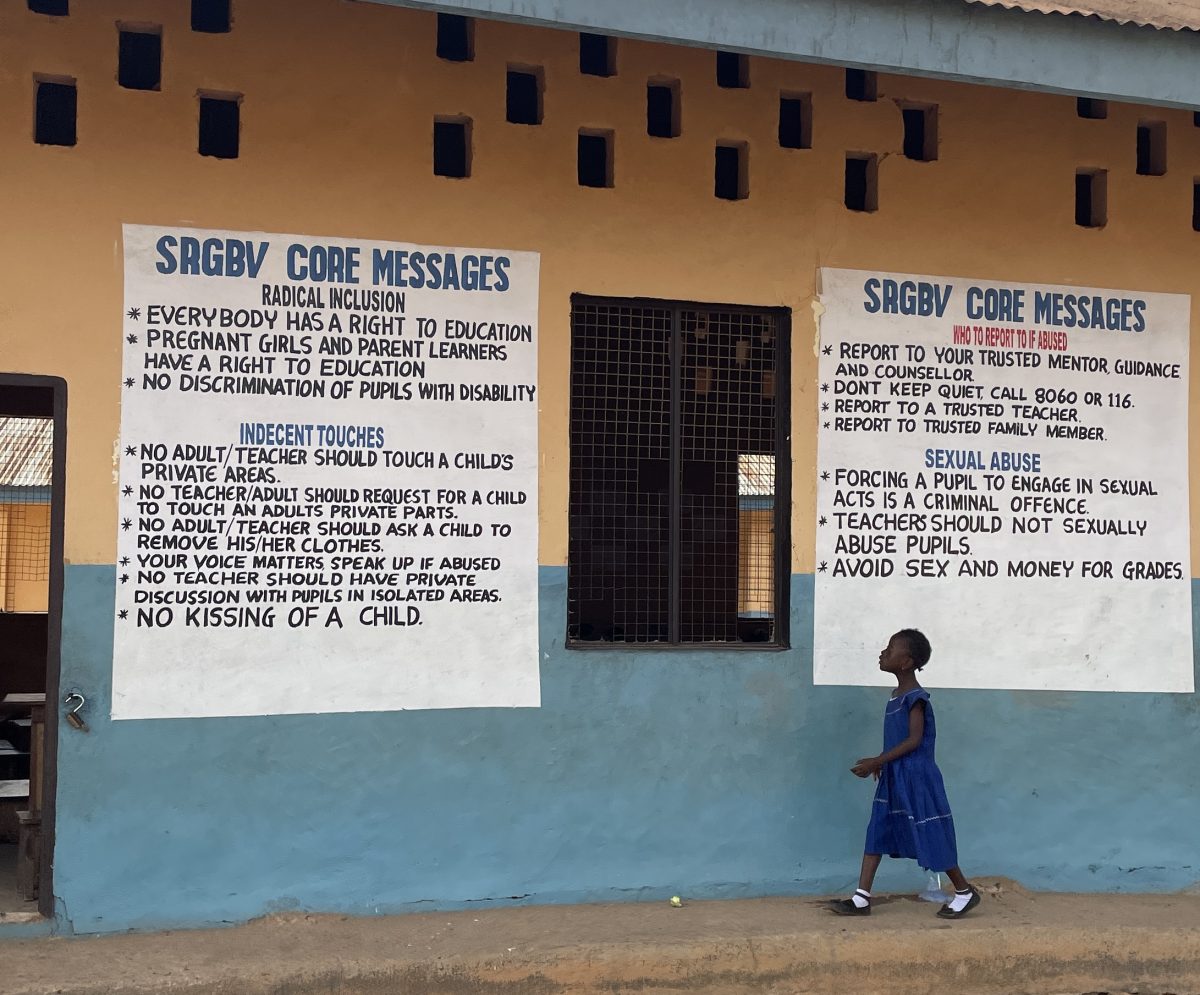 SRGBV CORE MESSAGES
RADICAL INCLUSION
* EVERYBODY HAS A RIGHT TO EDUCATION
* PREGNANT GIRLS AND PARENT LEARNERS
HAVE A RIGHT TO EDUCATION
* NO DISCRIMINATION OF PUPILS WITH DISABILITY
INDECENT TOUCHES
* NO ADULT/TEACHER SHOULD TOUCH A CHILD'S
PRIVATE AREAS.
* NO TEACHER/ADULT SHOULD REQUEST FOR A CHILD
TO TOUCH AN ADULTS PRIVATE PARTS.
* NO ADULT/TEACHER SHOULD ASK A CHILD TO
REMOVE HIS/HER CLOTHES.
* YOUR VOICE MATTERS, SPEAK UP IF ABUSED
* NO TEACHER SHOULD HAVE PRIVATE
DISCUSSION WITH PUPILS IN ISOLATED AREAS.
* NO KISSING OF A CHILD.
SRGBV CORE MESSAGES
WHO TO REPORT TO IF ABUSED
* REPORT TO YOUR TRUSTED MENTOR, GUIDANCE
AND COUNSELLOR.
* DONT KEEP QUIET, CALL 8060 OR 116.
* REPORT TO A TRUSTED TEACHER.
* REPORT TO TRUSTED FAMILY MEMBER.
SEXUAL ABUSE
* FORCING A PUPIL TO ENGAGE IN SEXUAL
ACTS IS A CRIMINAL OFFENCE.
* TEACHERS SHOULD NOT SEXUALLY
ABUSE PUPILS.
* AVOID SEX AND MONEY FOR GRADES.